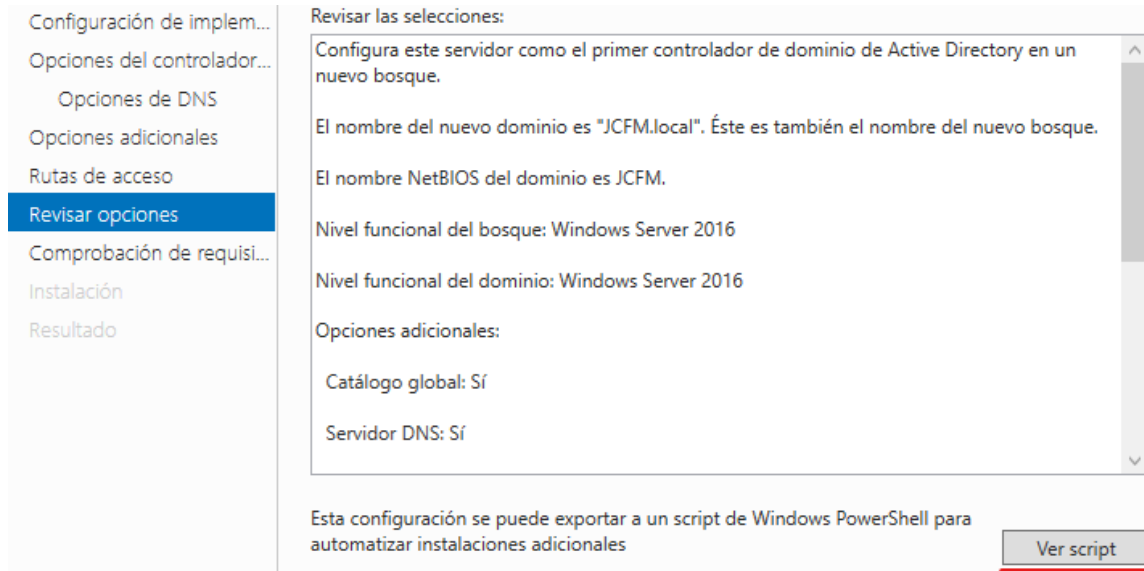 Configuración de implem...
Opciones del controlador...
Opciones de DNS
Opciones adicionales
Rutas de acceso
Revisar opciones
Comprobación de requisi...
Instalación
Resultado
Revisar las selecciones:
Configura este servidor como el primer controlador de dominio de Active Directory en un
nuevo bosque.
El nombre del nuevo dominio es "JCFM.local". Éste es también el nombre del nuevo bosque.
El nombre NetBIOS del dominio es JCFM.
Nivel funcional del bosque: Windows Server 2016
Nivel funcional del dominio: Windows Server 2016
Opciones adicionales:
Catálogo global: Sí
Servidor DNS: Sí
Esta configuración se puede exportar a un script de Windows PowerShell para
automatizar instalaciones adicionales
Ver script